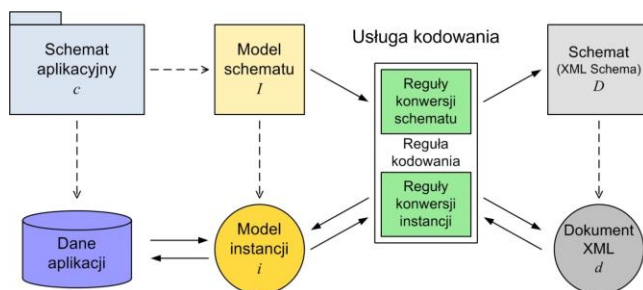 Usługa kodowania
Schemat
aplikacyjny
c
Model
schematu
I
Reguły
konwersji
schematu
Reguła
kodowania
Reguły
konwersji
instancji
Schemat
(XML Schema)
D
Dane
aplikacji
Model
instancji
i
Dokument
XML
d